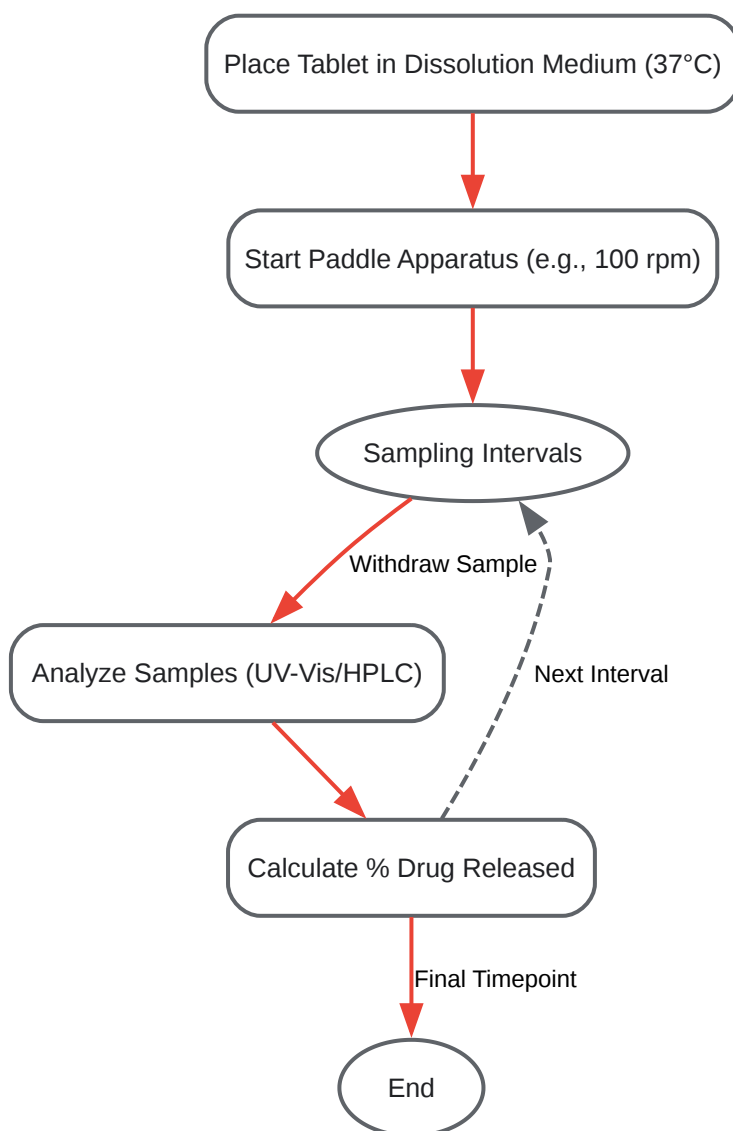 Place Tablet in Dissolution Medium (37°C)
Start Paddle Apparatus (e.g., 100 rpm)
Sampling Intervals
Withdraw Sample
Analyze Samples (UV-Vis/HPLC)
Next Interval
Calculate % Drug Released
Final Timepoint
End